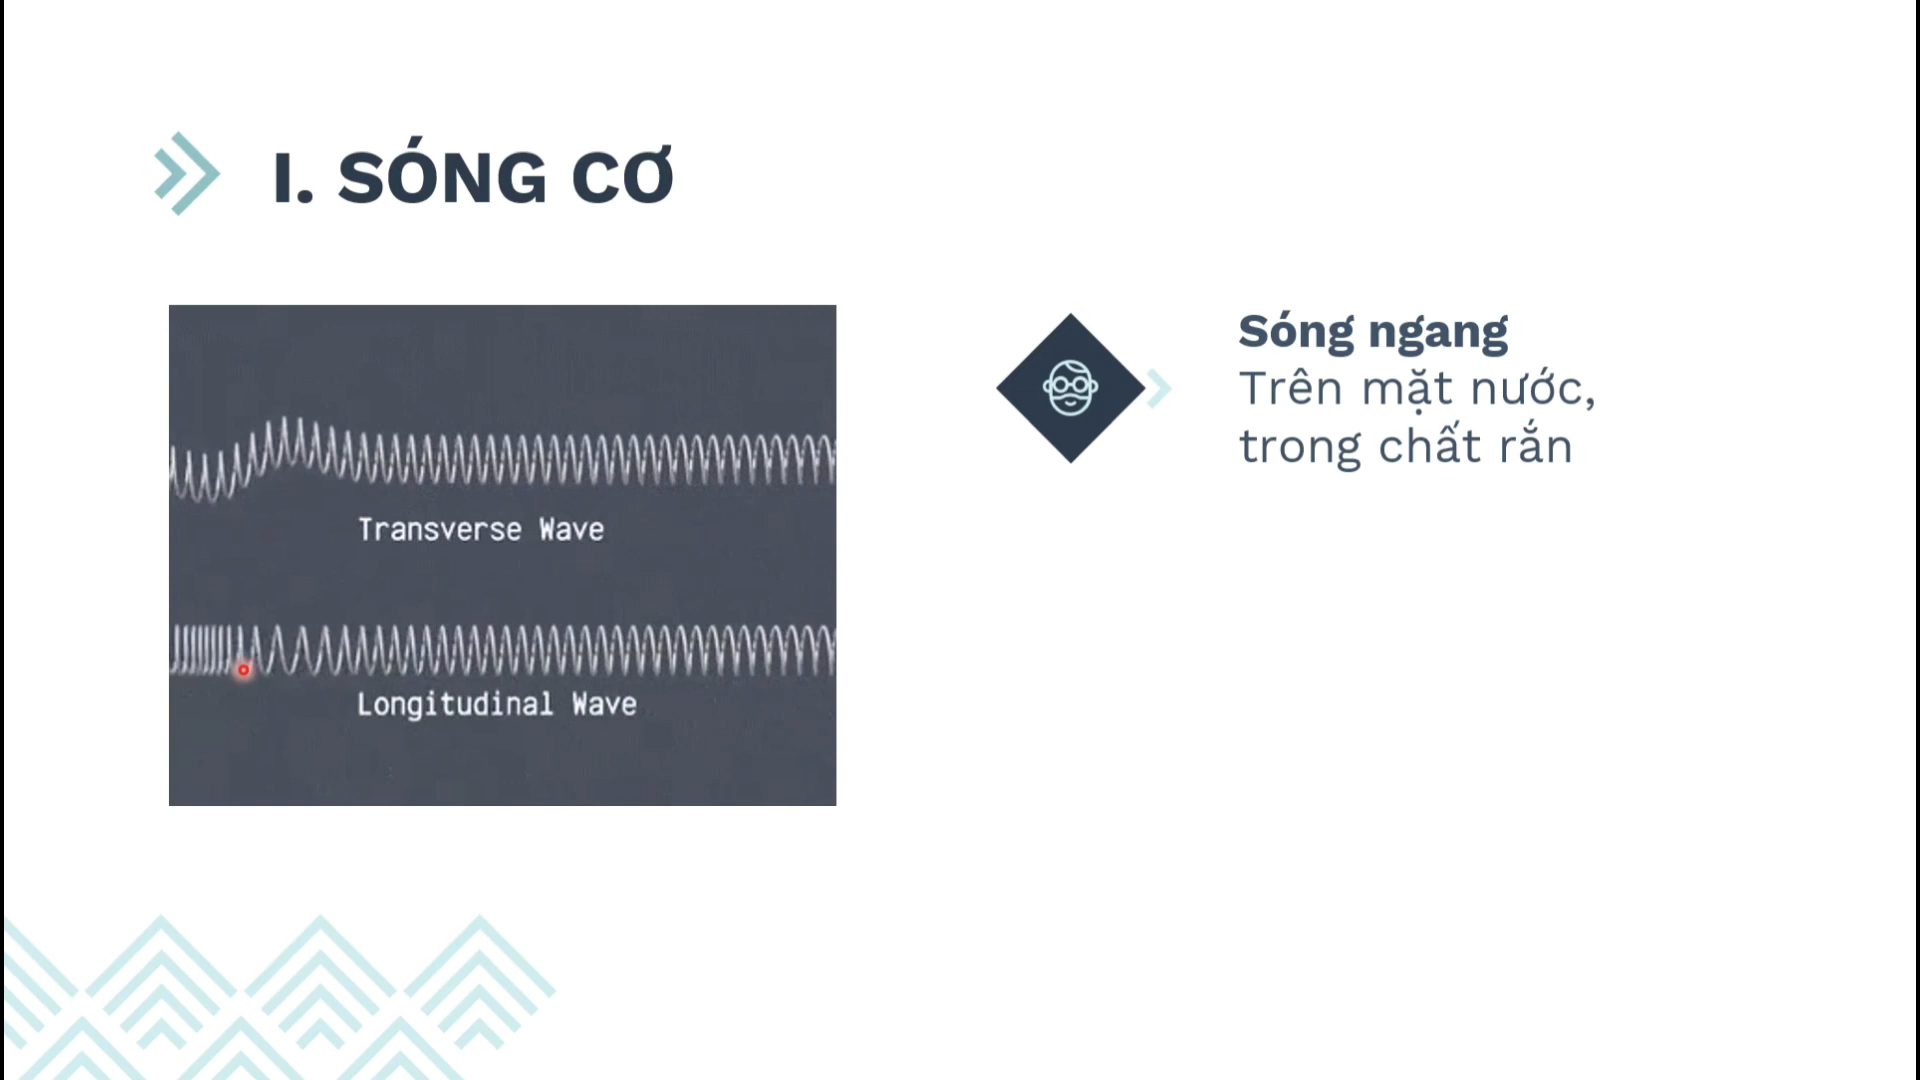 I. SÓNG CƠ
Transverse Wave
Longitudinal Wave
Sóng ngang
Trên mặt nước,
trong chất rắn